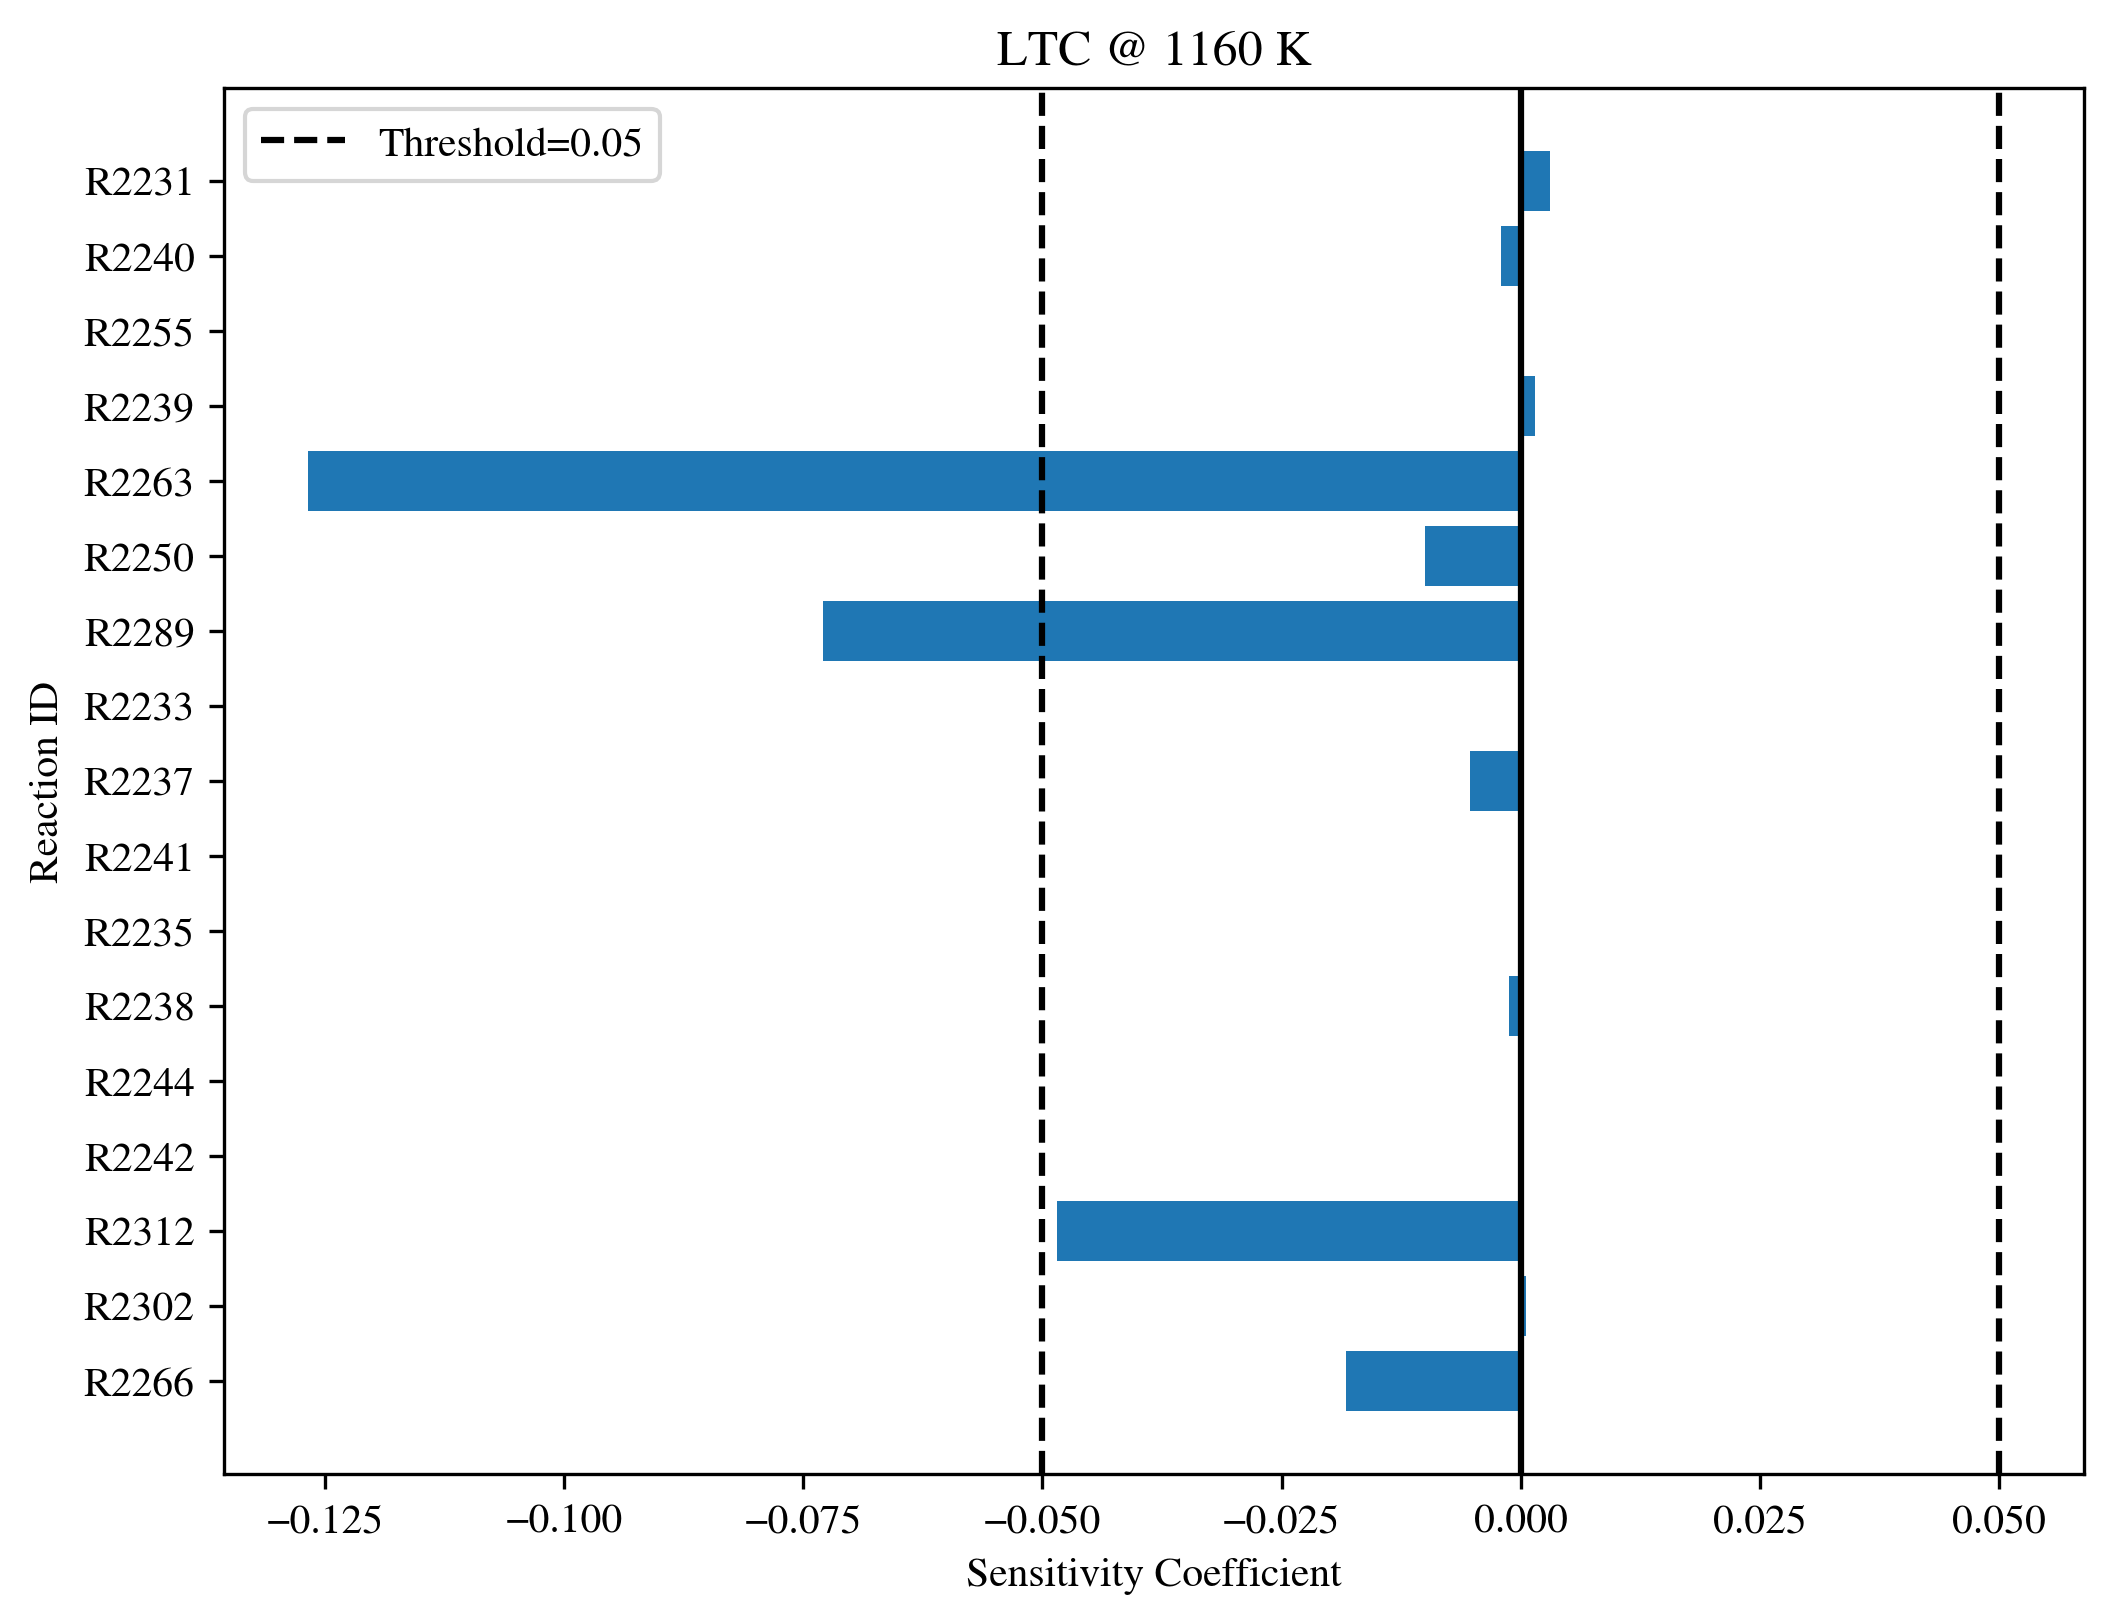 LTC @ 1160 K
Threshold=0.05
R2231
R2240
R2255
R2239
R2263
R2250
R2289
R2233
R2237
R2241
R2235
R2238
R2244
R2242
R2312
R2302
R2266
Reaction ID
−0.125 −0.100 −0.075 −0.050 −0.025 0.000 0.025 0.050
Sensitivity Coefficient